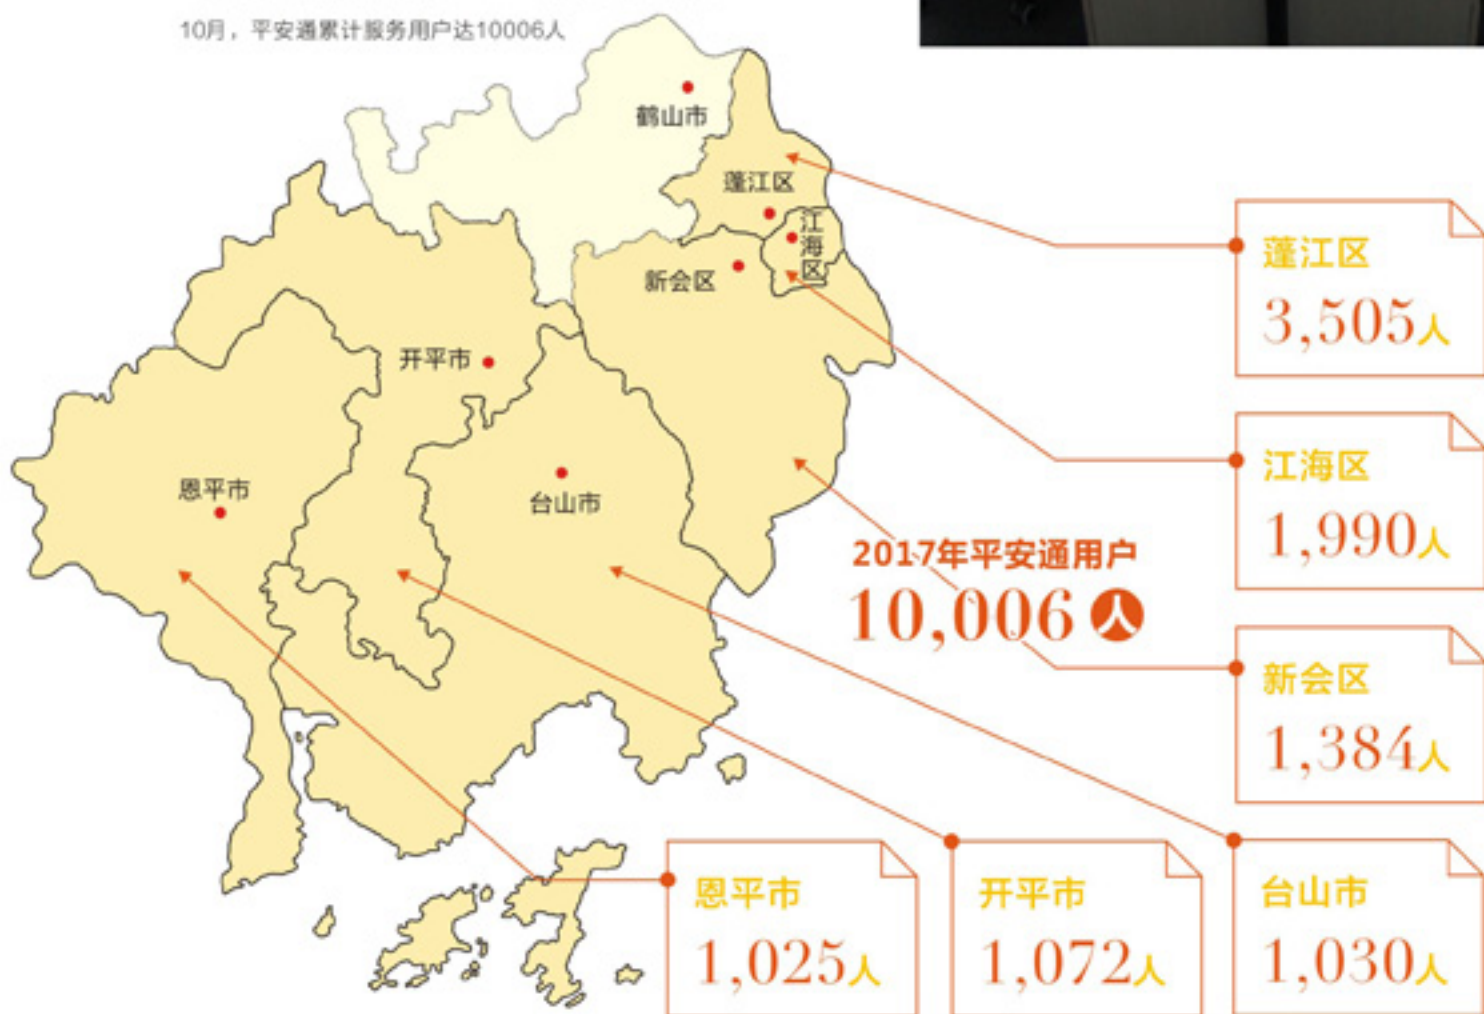 10月，平安通累计服务用户达10006人
鹤山市
蓬江区
江海区
新会区
开平市
恩平市
台山市
2017年平安通用户
10,006人
蓬江区
3,505人
江海区
1,990人
新会区
1,384人
恩平市
1,025人
开平市
1,072人
台山市
1,030人